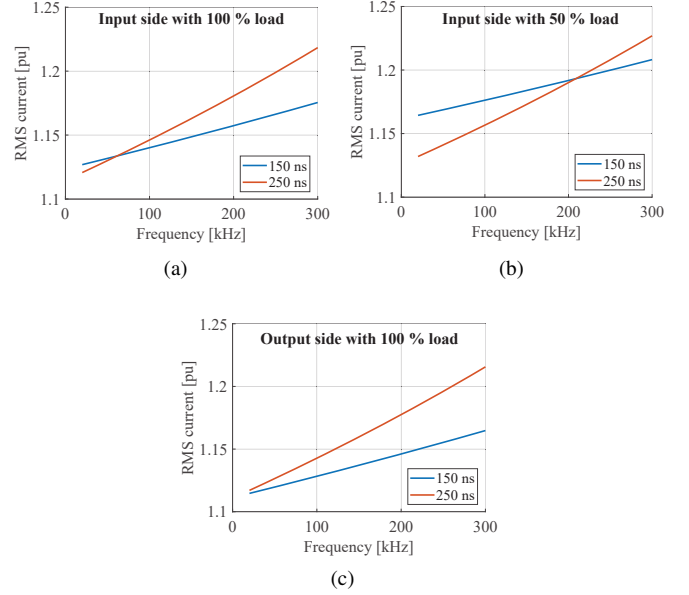 Input side with 100 % load
1.25
1.2
1.15
1.1
RMS current [pu]
150 ns
250 ns
0
100
200
300
Frequency [kHz]
(a)
Input side with 50 % load
1.25
1.2
1.15
1.1
RMS current [pu]
150 ns
250 ns
0
100
200
300
Frequency [kHz]
(b)
Output side with 100 % load
1.25
1.2
1.15
1.1
RMS current [pu]
150 ns
250 ns
0
100
200
300
Frequency [kHz]
(c)